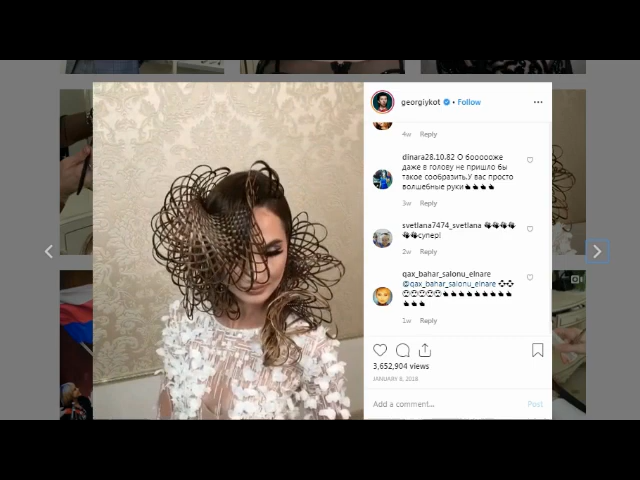 georgiykot • Follow
4w Reply
dinara28.10.82 О боооооже
даже в голову не пришло бы
такое сообразить.У вас просто
волшебные руки
3w Reply
svetlana7474_svetlana
супер!
2w Reply
qax_bahar_salonu_elnare
@qax_bahar_salonu_elnare
1w Reply
3,652,904 views
JANUARY 8, 2018
Add a comment...
Post